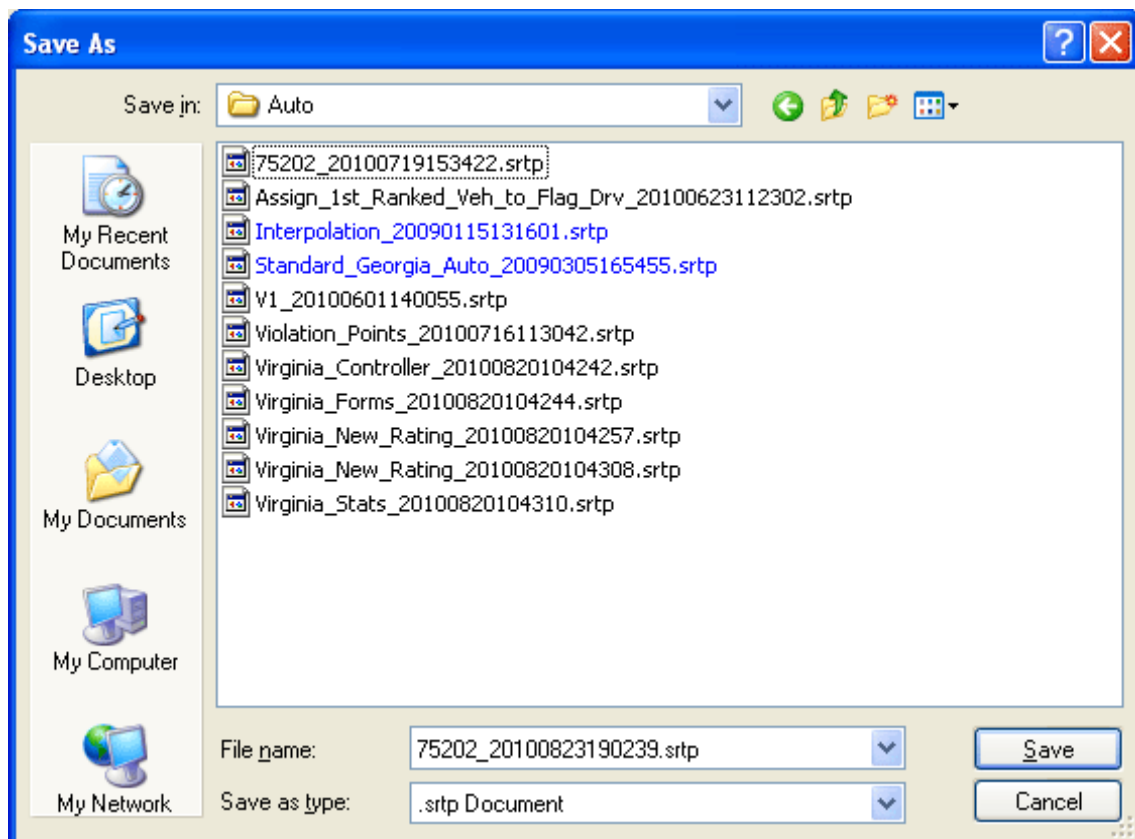 Save As
Save in: Auto
My Recent
Documents
Desktop
My Documents
My Computer
My Network
75202_20100719153422.srtp
Assign_1st_Ranked_Veh_to_Flag_Drv_20100623112302.srtp
Interpolation_20090115131601.srtp
Standard_Georgia_Auto_20090305165455.srtp
V1_20100601140055.srtp
Violation_Points_20100716113042.srtp
Virginia_Controller_20100820104242.srtp
Virginia_Forms_20100820104244.srtp
Virginia_New_Rating_20100820104257.srtp
Virginia_New_Rating_20100820104308.srtp
Virginia_Stats_20100820104310.srtp
File name: 75202_20100823190239.srtp Save
Save as type: .srtp Document Cancel